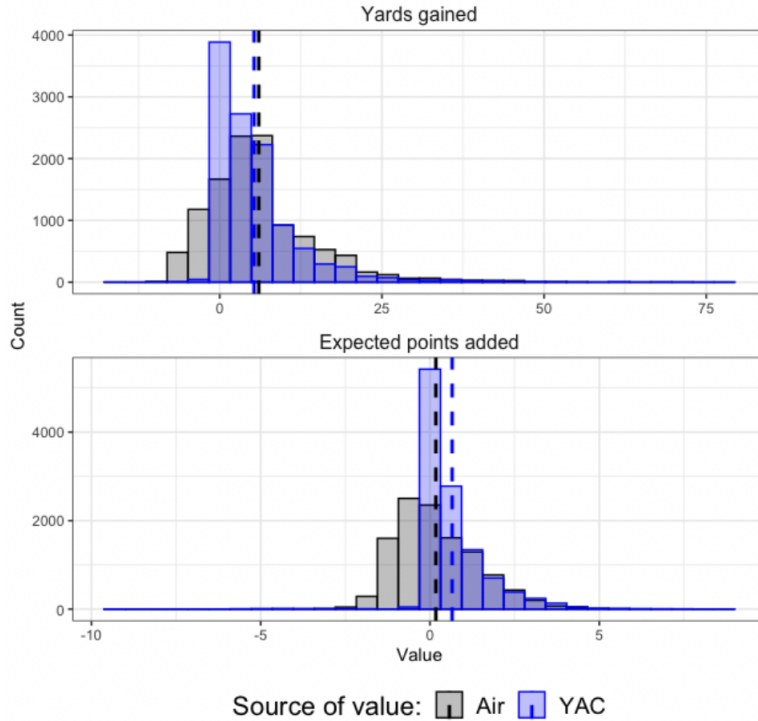 Yards gained
4000
3000
2000
1000
0
0 25 50 75
Count
Expected points added
4000
2000
0
-10 -5 0 5
Value
Source of value: Air YAC